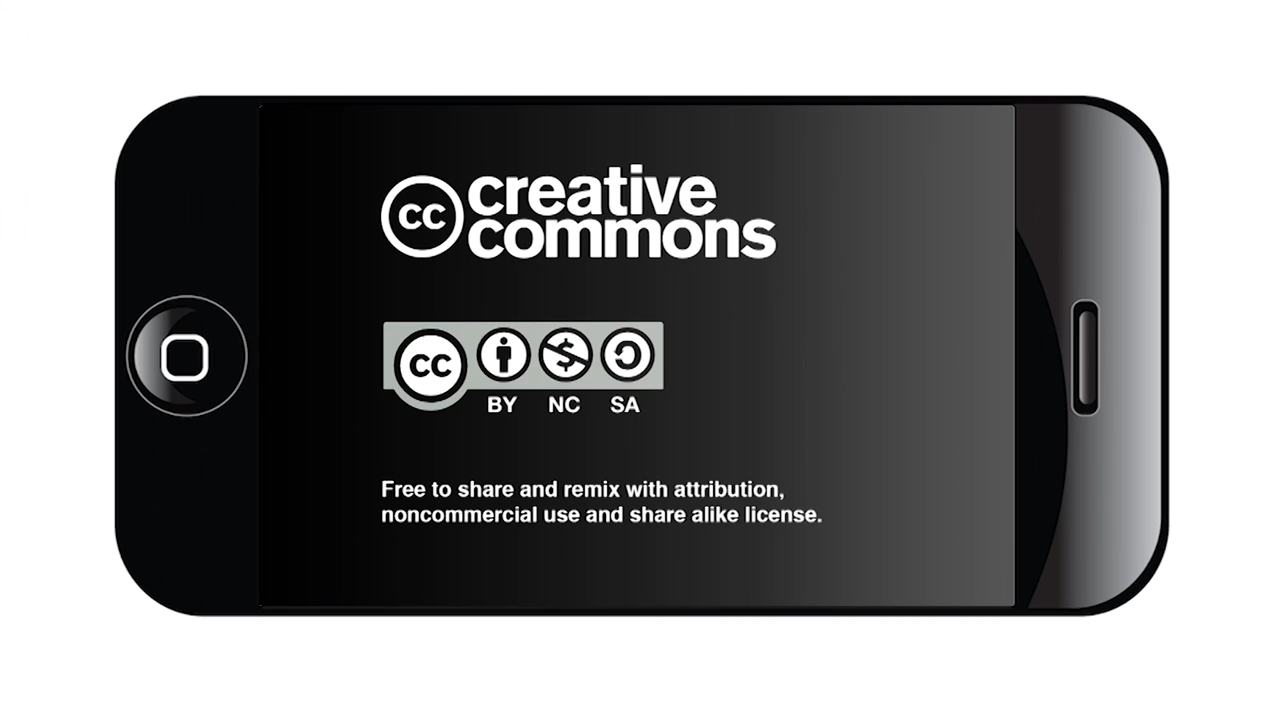 cc creative
commons
cc
BY NC SA
Free to share and remix with attribution,
noncommercial use and share alike license.